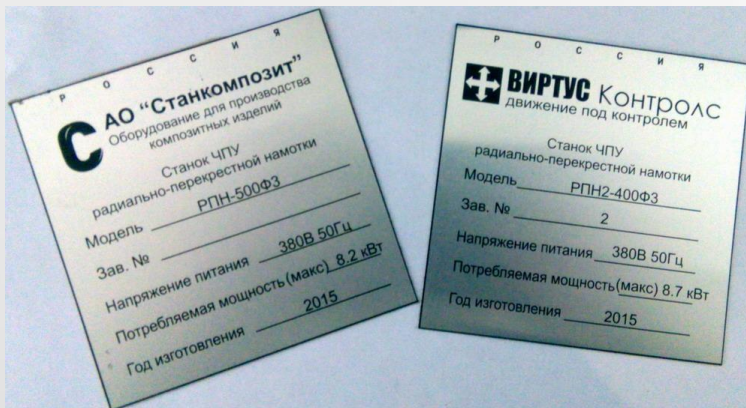 РОССИЯ
АО "Станкомпозит"
Оборудование для производства
композитных изделий
Станок ЧПУ
радиально-перекрестной намотки
Модель РПН-500Ф3
Зав. №
Напряжение питания 380В 50Гц
Потребляемая мощность(макс) 8.2 кВт
Год изготовления 2015
РОССИЯ
ВИРТУС Контролс
движение под контролем
Станок ЧПУ
радиально-перекрестной намотки
Модель РПН2-400Ф3
Зав. № 2
Напряжение питания 380В 50Гц
Потребляемая мощность(макс) 8.7 кВт
Год изготовления 2015